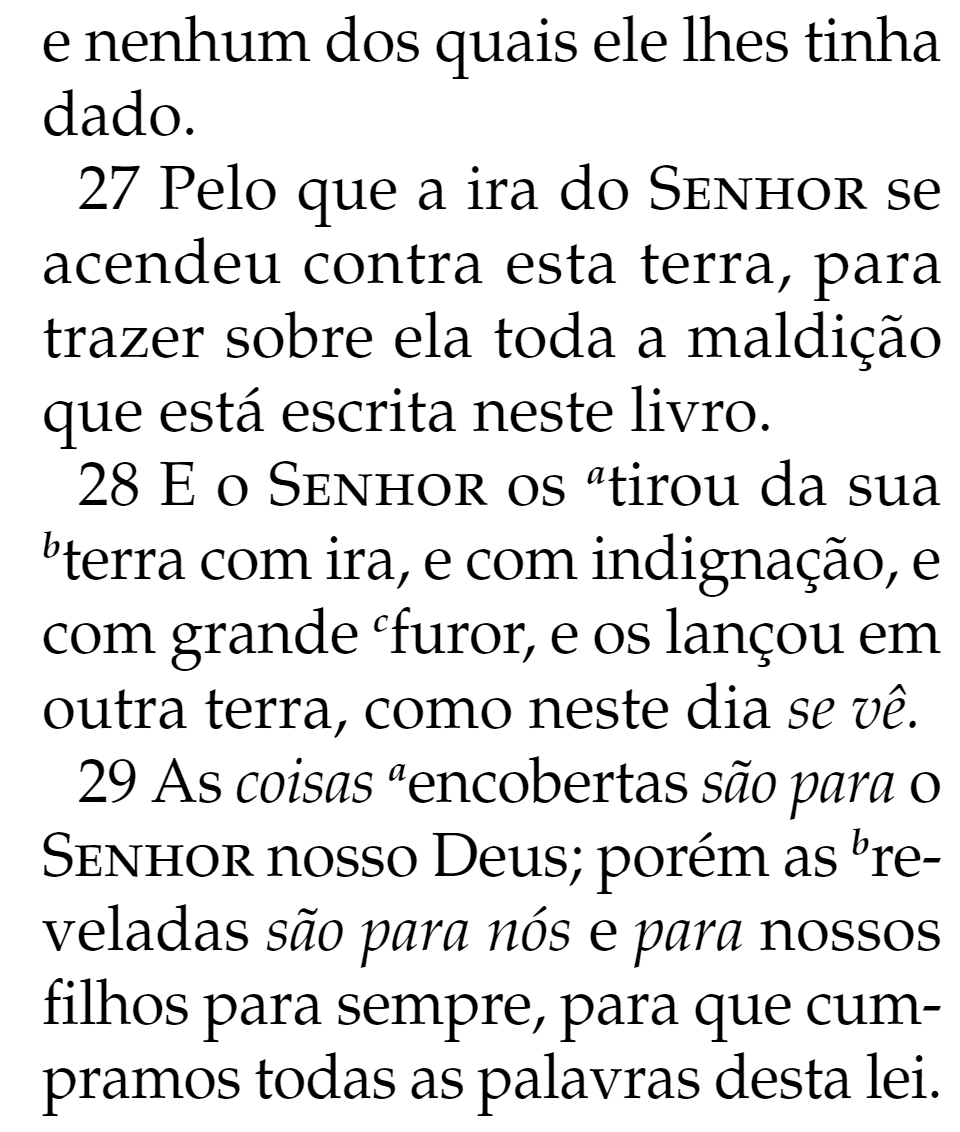 e nenhum dos quais ele lhes tinha
dado.
27 Pelo que a ira do SENHOR se
acendeu contra esta terra, para
trazer sobre ela toda a maldição
que está escrita neste livro.
28 E o SENHOR os ᵃtirou da sua
ᵇterra com ira, e com indignação, e
com grande ᶜfuror, e os lançou em
outra terra, como neste dia se vê.
29 As coisas ᵃencobertas são para o
SENHOR nosso Deus; porém as ᵇre-
veladas são para nós e para nossos
filhos para sempre, para que cum-
pramos todas as palavras desta lei.